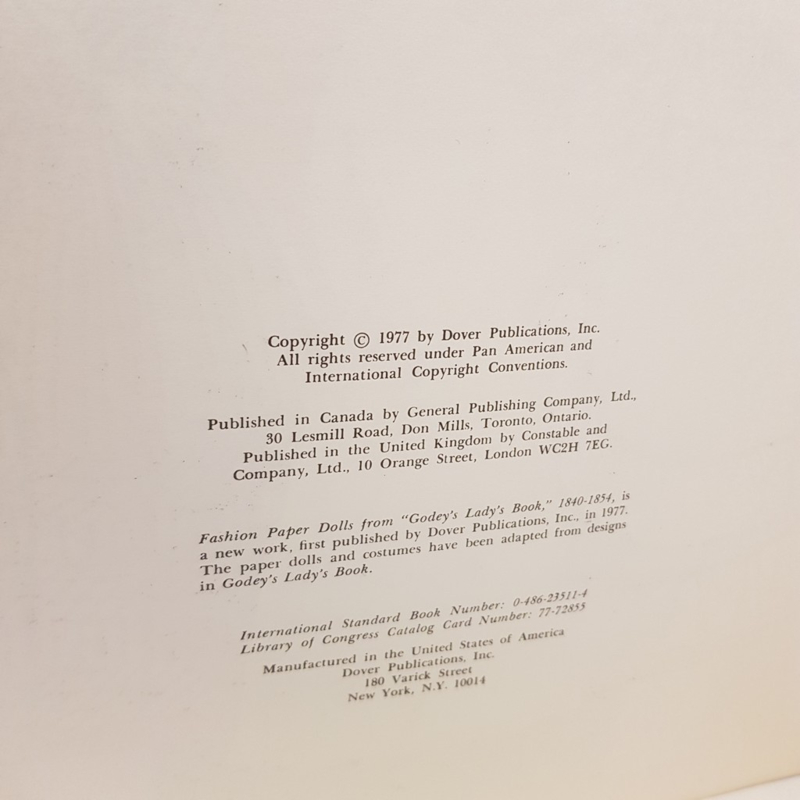 Copyright © 1977 by Dover Publications, Inc.
All rights reserved under Pan American and
International Copyright Conventions.
Published in Canada by General Publishing Company, Ltd.,
30 Lesmill Road, Don Mills, Toronto, Ontario.
Published in the United Kingdom by Constable and
Company, Ltd., 10 Orange Street, London WC2H 7EG.
Fashion Paper Dolls from "Godey's Lady's Book," 1840-1854, is
a new work, first published by Dover Publications, Inc., in 1977.
The paper dolls and costumes have been adapted from designs
in Godey's Lady's Book.
International Standard Book Number: 0-486-23511-4
Library of Congress Catalog Card Number: 77-72855
Manufactured in the United States of America
Dover Publications, Inc.
180 Varick Street
New York, N.Y. 10014